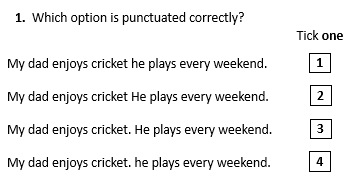 1. Which option is punctuated correctly?
Tick one
My dad enjoys cricket he plays every weekend. 1
My dad enjoys cricket He plays every weekend. 2
My dad enjoys cricket. He plays every weekend. 3
My dad enjoys cricket. he plays every weekend. 4